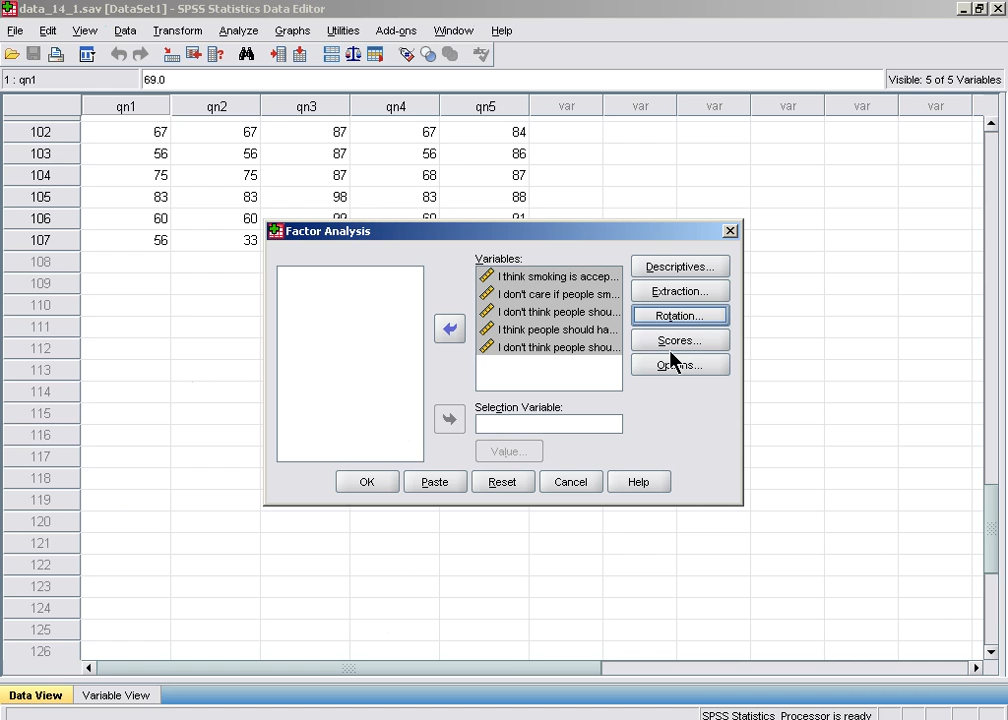 data_14_1.sav [DataSet1] - SPSS Statistics Data Editor
File Edit View Data Transform Analyze Graphs Utilities Add-ons Window Help
1 : qn1 69.0 Visible: 5 of 5 Variables
qn1 qn2 qn3 qn4 qn5 var var var var var var
102 67 67 87 67 84
103 56 56 87 56 86
104 75 75 87 68 87
105 83 83 98 83 88
106 60 60
107 56 33
108
109
110
111
112
113
114
115
116
117
118
119
120
121
122
123
124
125
126
Factor Analysis
Variables:
I think smoking is accep...
I don't care if people sm...
I don't think people shou...
I think people should ha...
I don't think people shou...
Descriptives...
Extraction...
Rotation...
Scores...
Options...
Selection Variable:
Value...
OK Paste Reset Cancel Help
Data View Variable View
SPSS Statistics Processor is ready